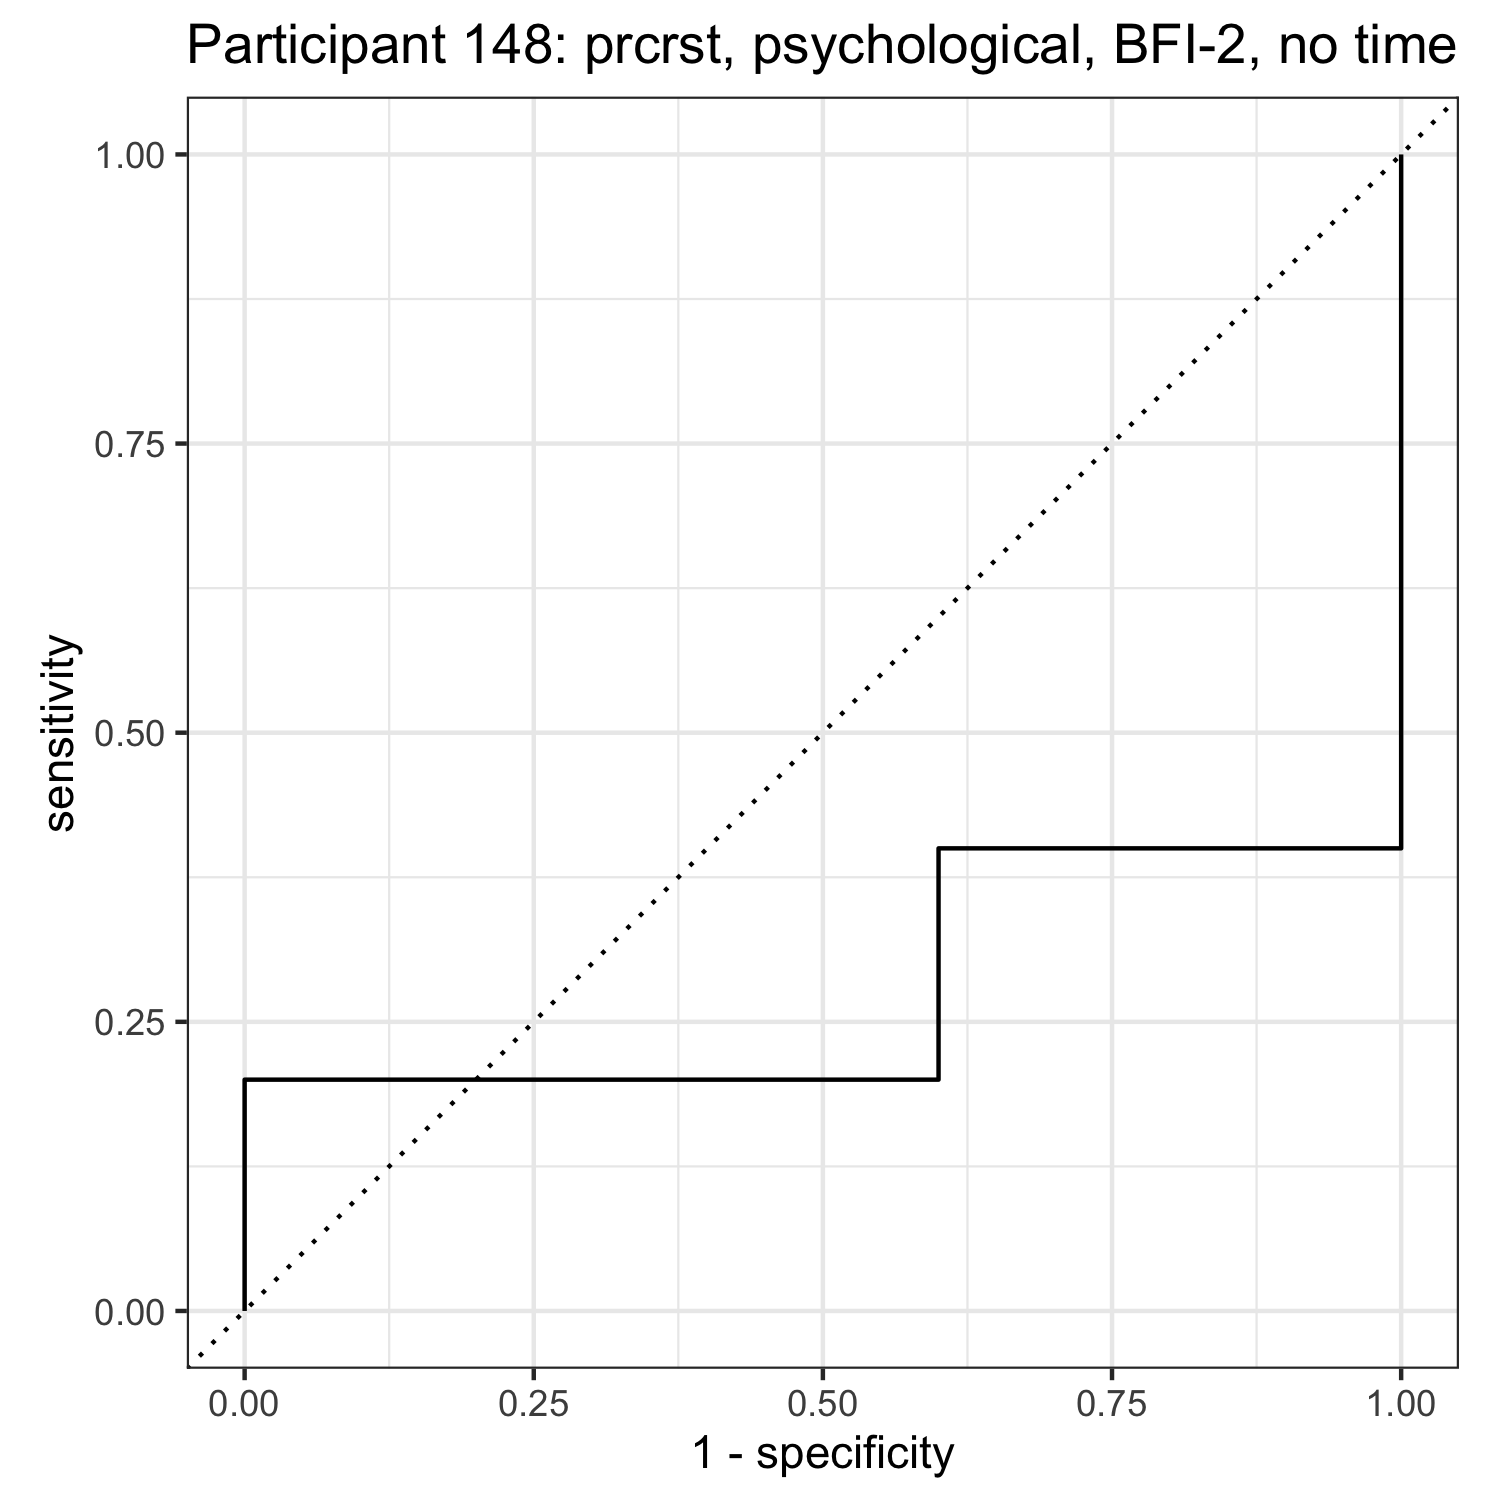 Participant 148: prcrst, psychological, BFI-2, no time
sensitivity
1.00
0.75
0.50
0.25
0.00
0.00 0.25 0.50 0.75 1.00
1 - specificity